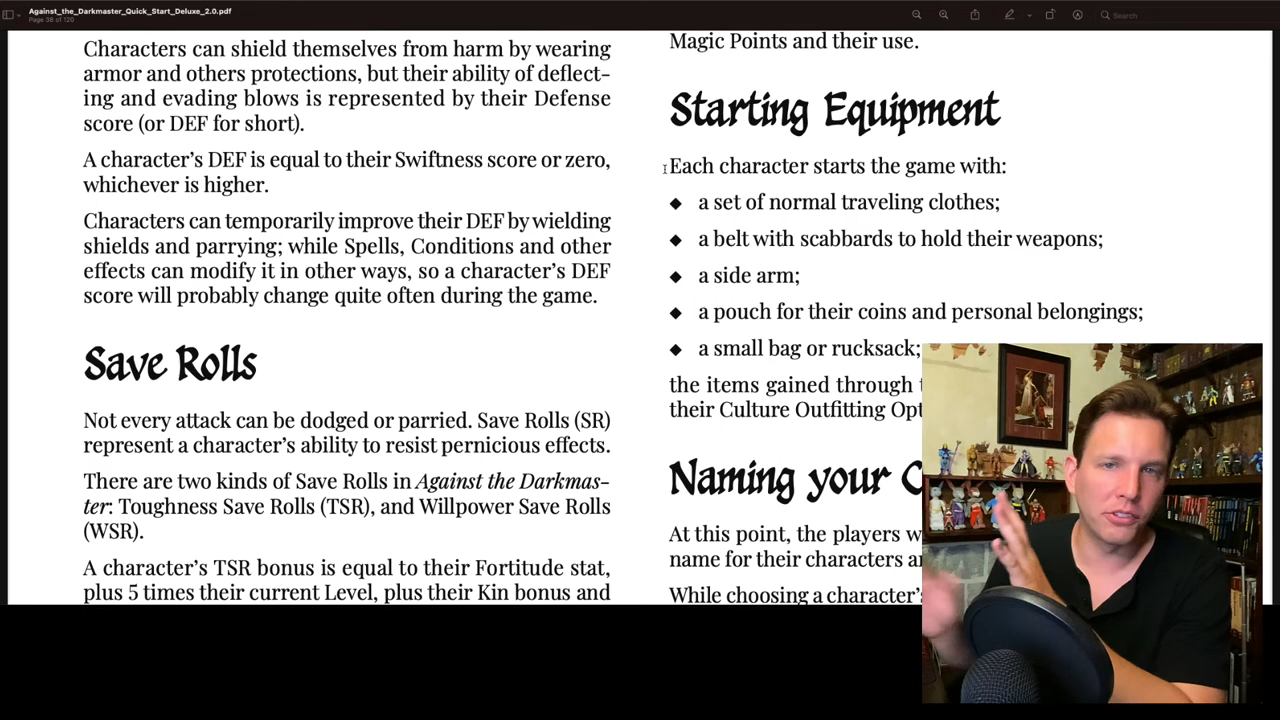 Against_the_Darkmaster_Quick_Start_Deluxe_2.0.pdf
Page 38 of 120
Search
Characters can shield themselves from harm by wearing
armor and others protections, but their ability of deflect-
ing and evading blows is represented by their Defense
score (or DEF for short).
A character's DEF is equal to their Swiftness score or zero,
whichever is higher.
Characters can temporarily improve their DEF by wielding
shields and parrying; while Spells, Conditions and other
effects can modify it in other ways, so a character's DEF
score will probably change quite often during the game.
Save Rolls
Not every attack can be dodged or parried. Save Rolls (SR)
represent a character's ability to resist pernicious effects.
There are two kinds of Save Rolls in Against the Darkmas-
ter: Toughness Save Rolls (TSR), and Willpower Save Rolls
(WSR).
A character's TSR bonus is equal to their Fortitude stat,
plus 5 times their current Level, plus their Kin bonus and
Magic Points and their use.
Starting Equipment
Each character starts the game with:
◆ a set of normal traveling clothes;
◆ a belt with scabbards to hold their weapons;
◆ a side arm;
◆ a pouch for their coins and personal belongings;
◆ a small bag or rucksack;
the items gained through
their Culture Outfitting
Naming your
At this point, the players
name for their characters
While choosing a character's